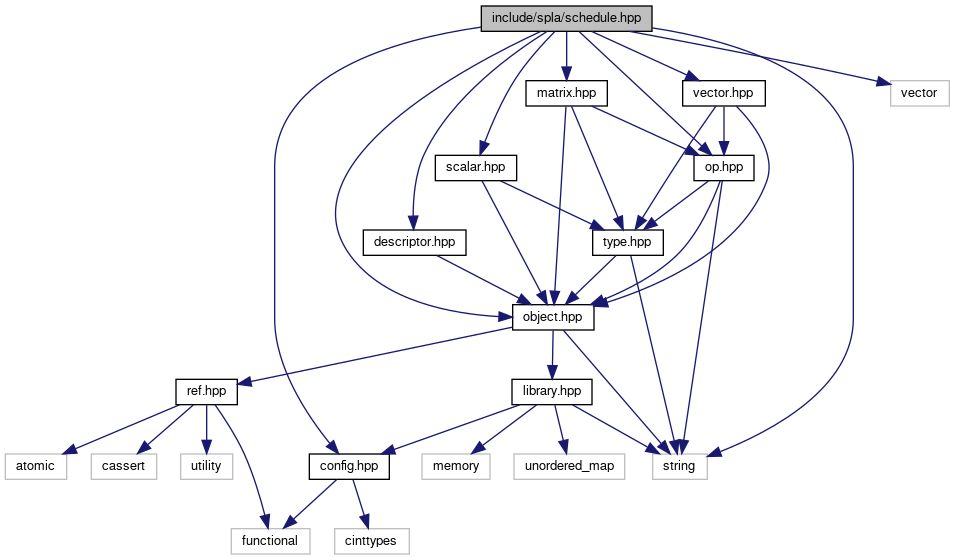 include/spla/schedule.hpp
matrix.hpp
vector.hpp
vector
scalar.hpp
op.hpp
descriptor.hpp
type.hpp
object.hpp
ref.hpp
library.hpp
atomic
cassert
utility
config.hpp
memory
unordered_map
string
functional
cinttypes